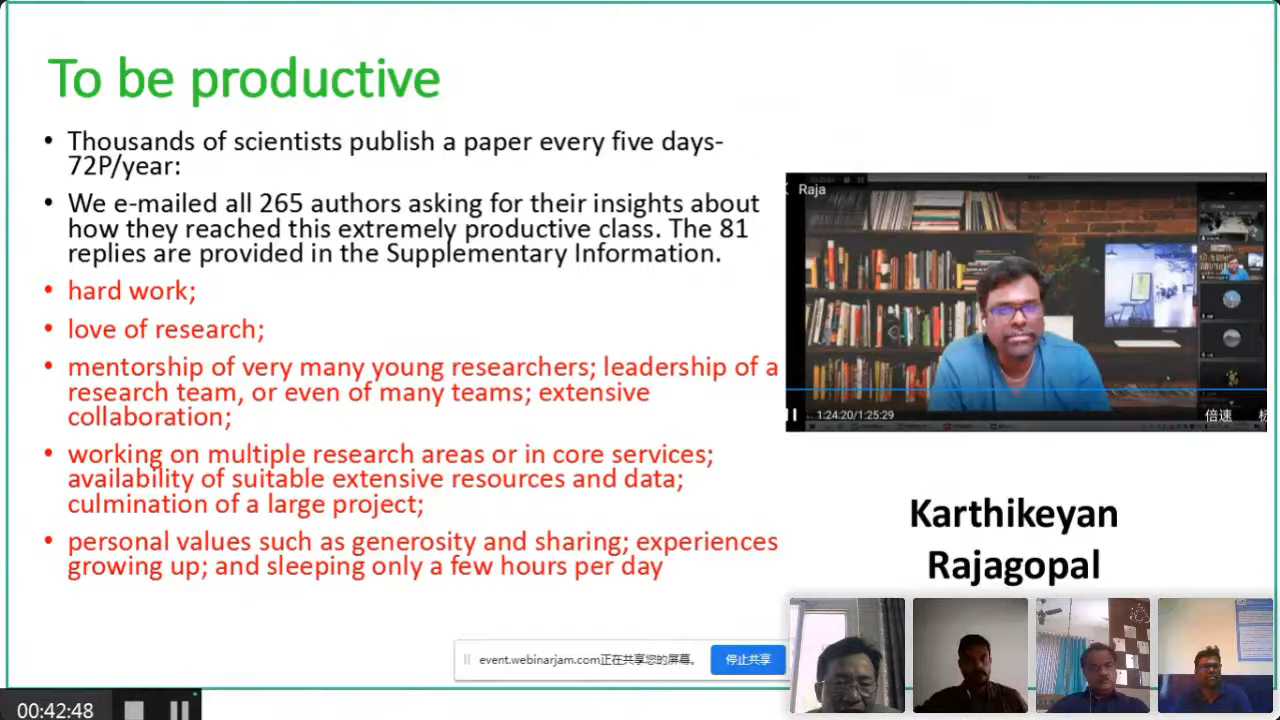 To be productive
• Thousands of scientists publish a paper every five days-
72P/year:
• We e-mailed all 265 authors asking for their insights about
how they reached this extremely productive class. The 81
replies are provided in the Supplementary Information.
• hard work;
• love of research;
• mentorship of very many young researchers; leadership of a
research team, or even of many teams; extensive
collaboration;
• working on multiple research areas or in core services;
availability of suitable extensive resources and data;
culmination of a large project;
• personal values such as generosity and sharing; experiences
growing up; and sleeping only a few hours per day
Raja
1:24:20/1:25:29
倍速
Karthikeyan
Rajagopal
event.webinarjam.com正在共享您的屏幕。
停止共享
00:42:48